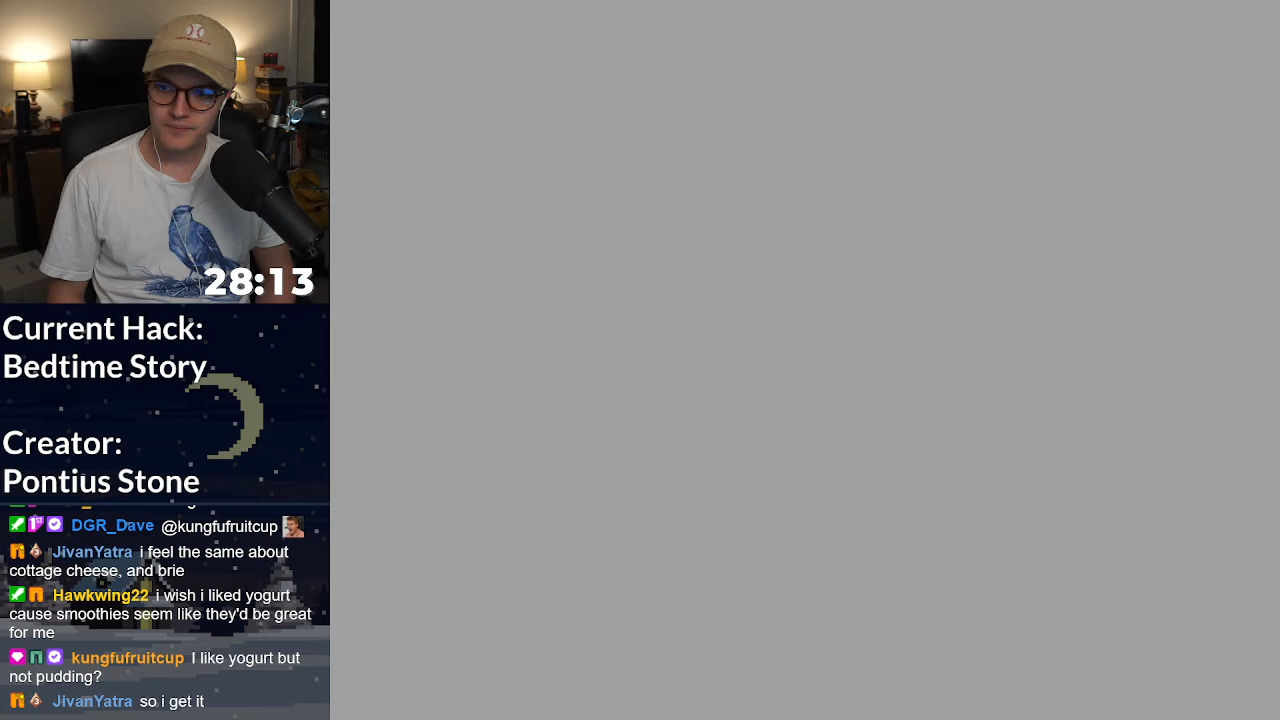 28:13
Current Hack:
Bedtime Story
Creator:
Pontius Stone
DGR_Dave @kungfufruitcup
JivanYatra i feel the same about
cottage cheese, and brie
Hawkwing22 i wish i liked yogurt
cause smoothies seem like they'd be great
for me
kungfufruitcup I like yogurt but
not pudding?
JivanYatra so i get it